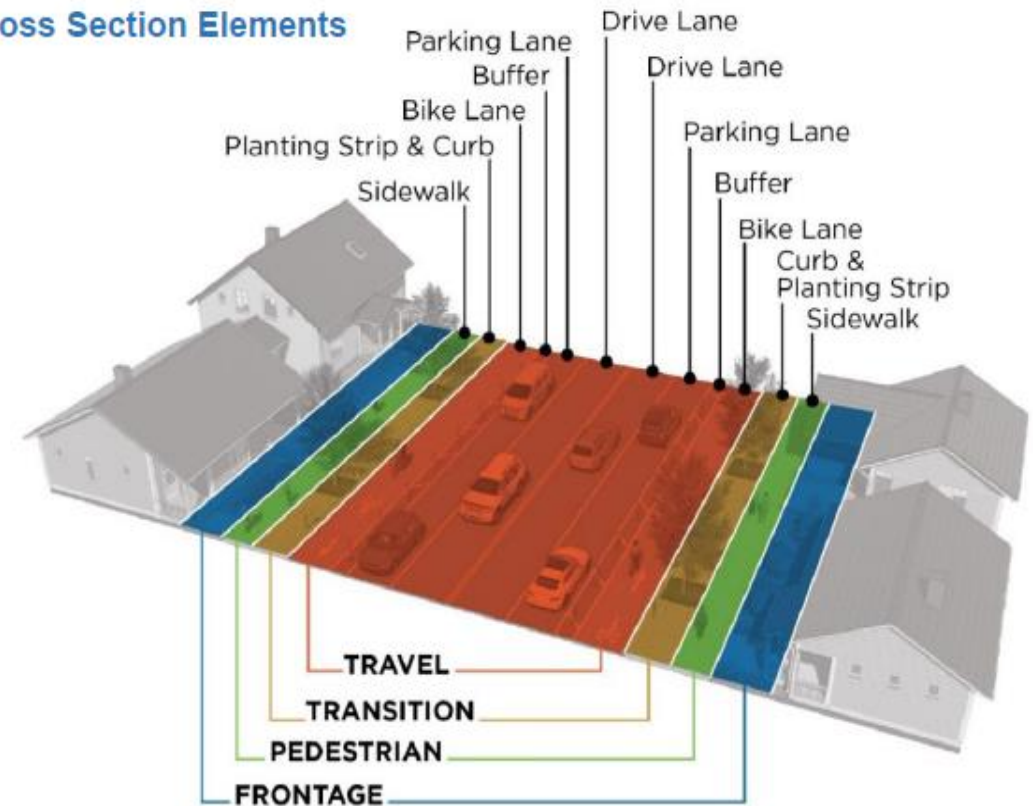 oss Section Elements
Drive Lane
Parking Lane
Drive Lane
Buffer
Bike Lane
Parking Lane
Planting Strip & Curb
Buffer
Sidewalk
Bike Lane
Curb &
Planting Strip
Sidewalk
TRAVEL
TRANSITION
PEDESTRIAN
FRONTAGE